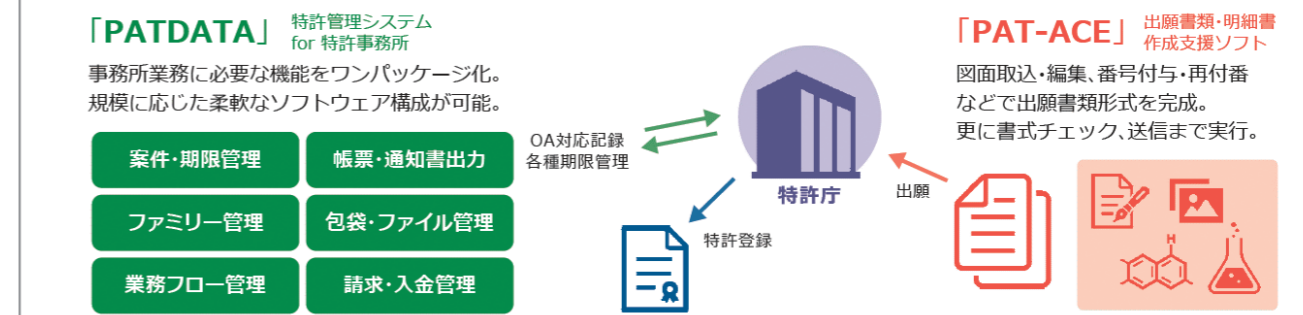 「PATDATA」 特許管理システム
for 特許事務所
事務所業務に必要な機能をワンパッケージ化。
規模に応じた柔軟なソフトウェア構成が可能。
案件・期限管理
帳票・通知書出力
ファミリー管理
包袋・ファイル管理
業務フロー管理
請求・入金管理
OA対応記録
各種期限管理
特許庁
特許登録
出願
「PAT-ACE」 出願書類・明細書
作成支援ソフト
図面取込・編集、番号付与・再付番
などで出願書類形式を完成。
更に書式チェック、送信まで実行。
H
N